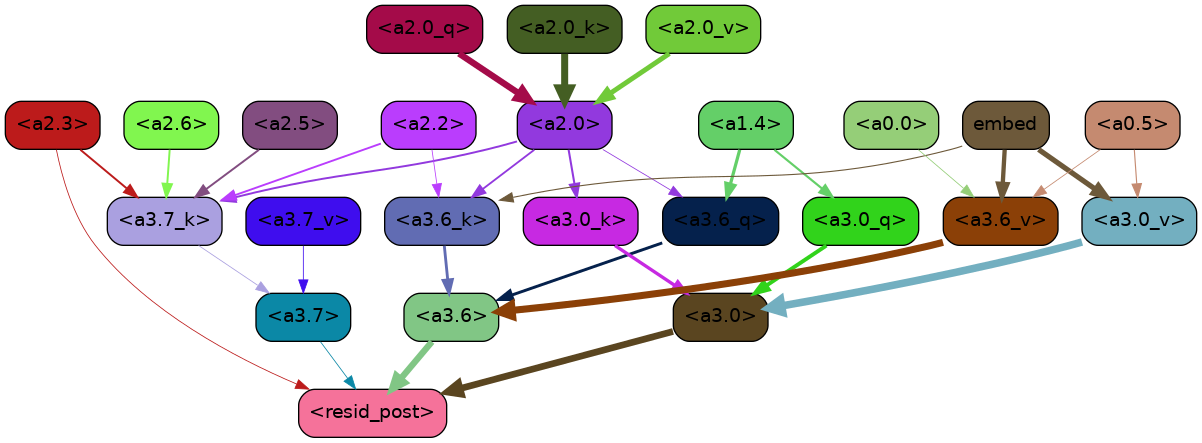 <a2.0_q> <a2.0_k> <a2.0_v>
<a2.3> <a2.6> <a2.5> <a2.2> <a2.0> <a1.4> <a0.0> embed <a0.5>
<a3.7_k> <a3.7_v> <a3.6_k> <a3.0_k> <a3.6_q> <a3.0_q> <a3.6_v> <a3.0_v>
<a3.7> <a3.6> <a3.0>
<resid_post>